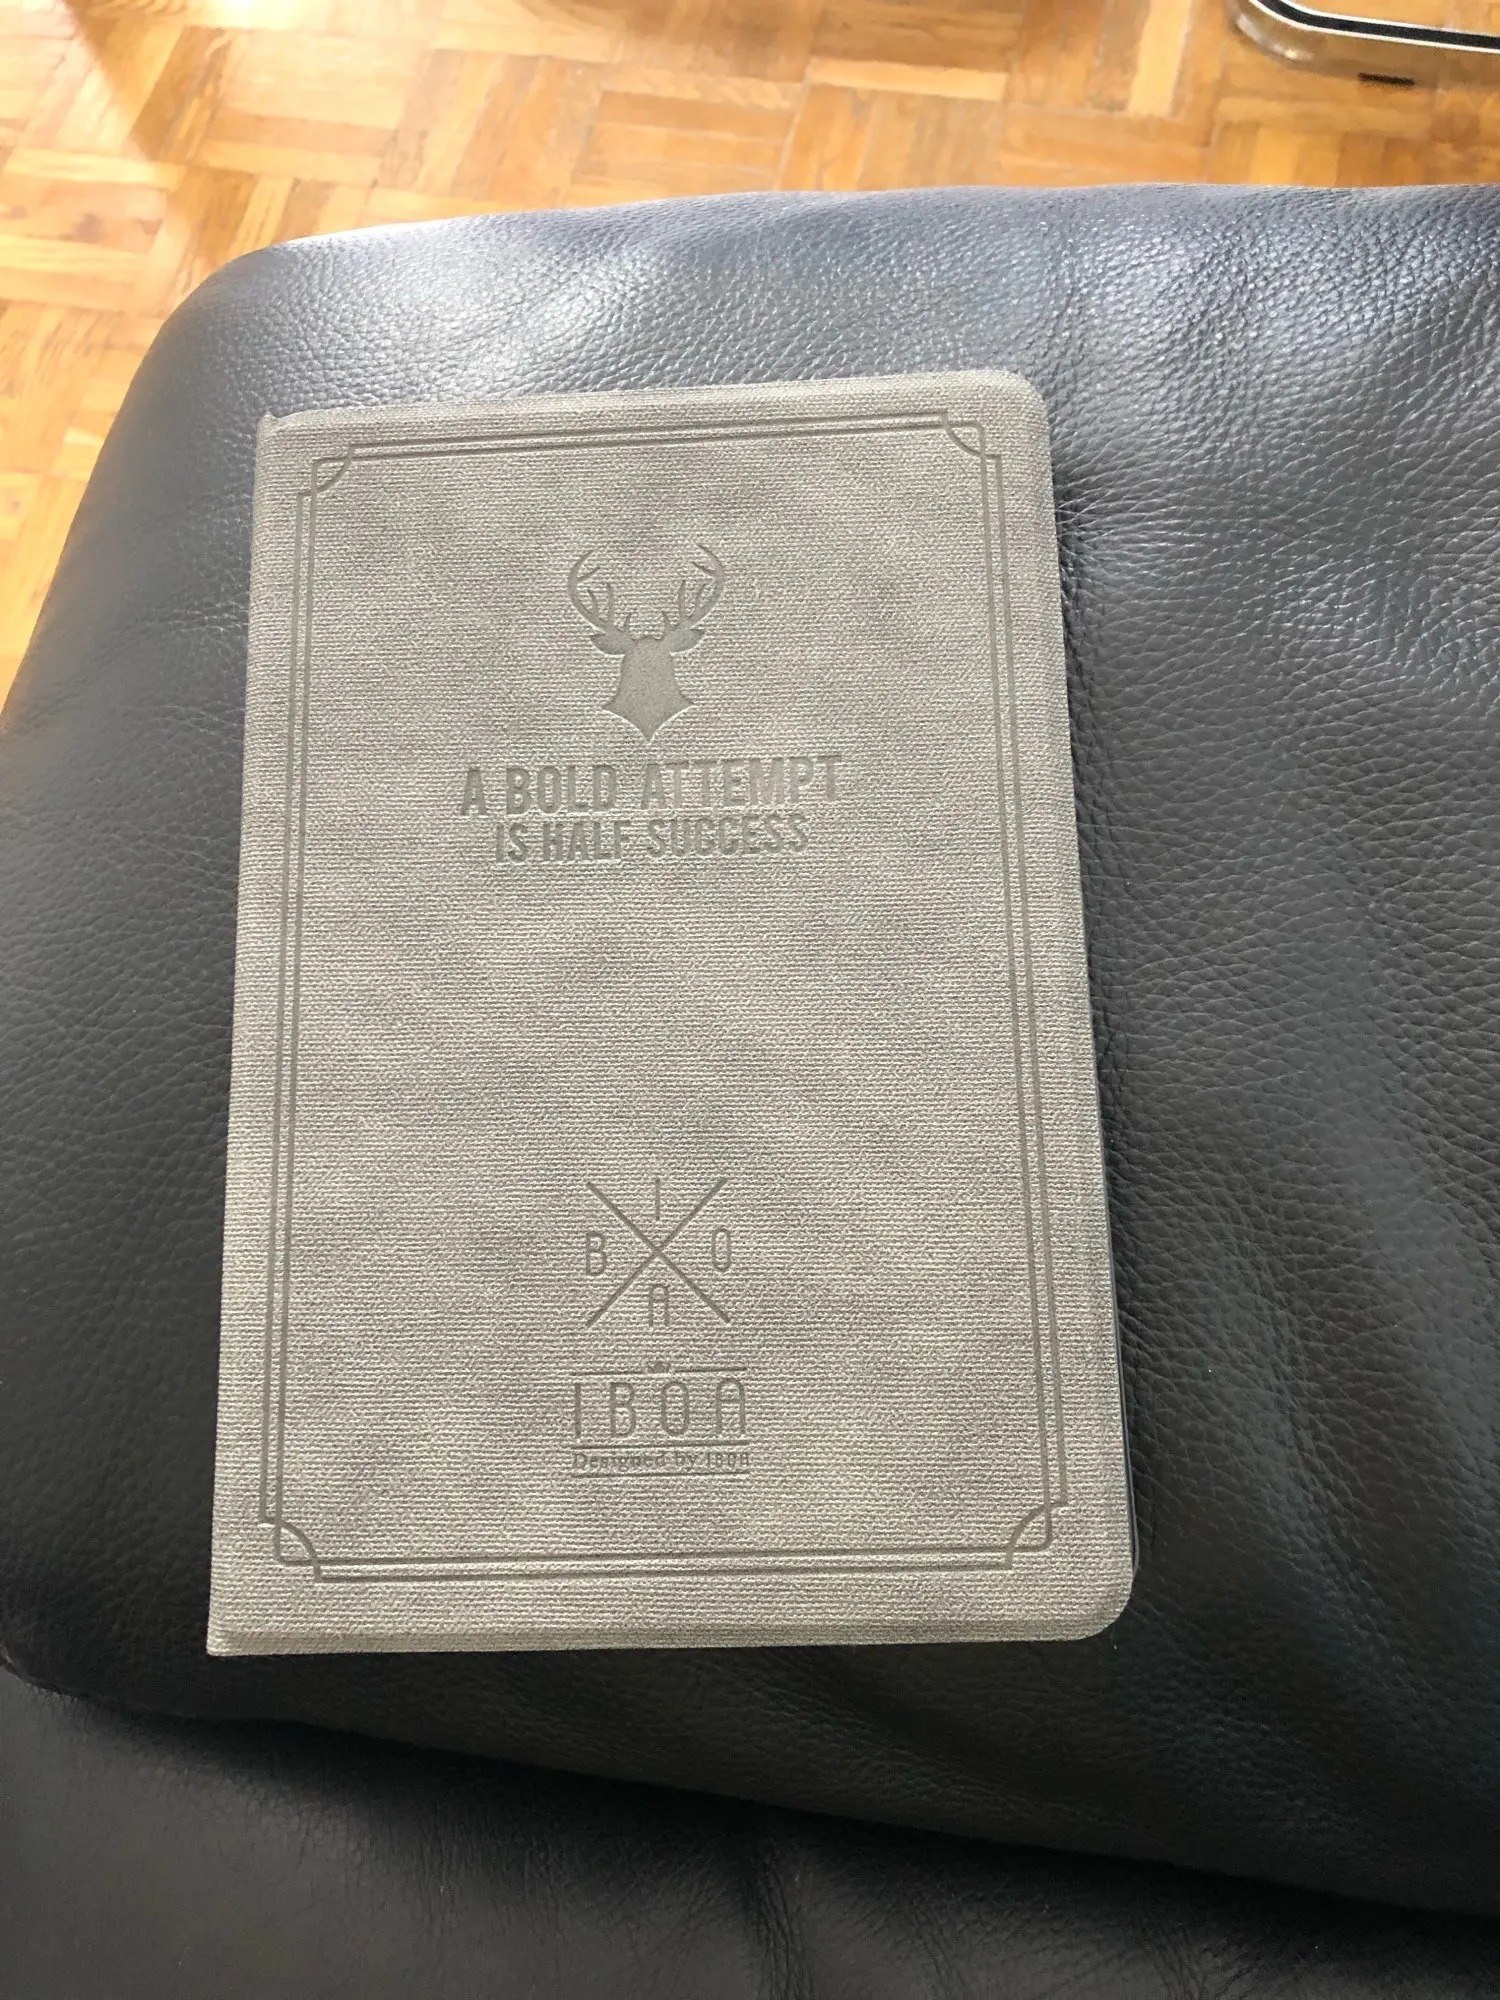 A BOLD ATTEMPT
IS HALF SUCCESS
I
B O
A
IBOA
Designed by IBOA